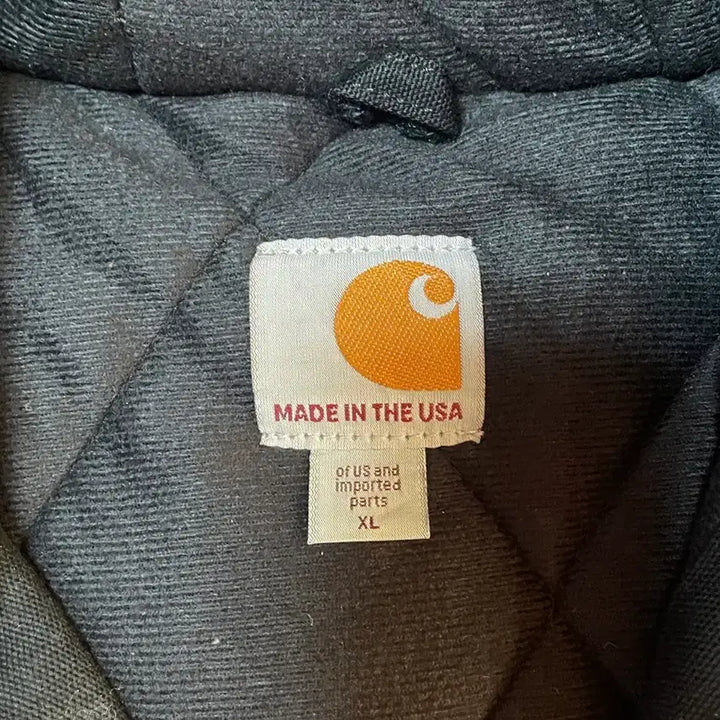 MADE IN THE USA
of US and
imported
parts
XL